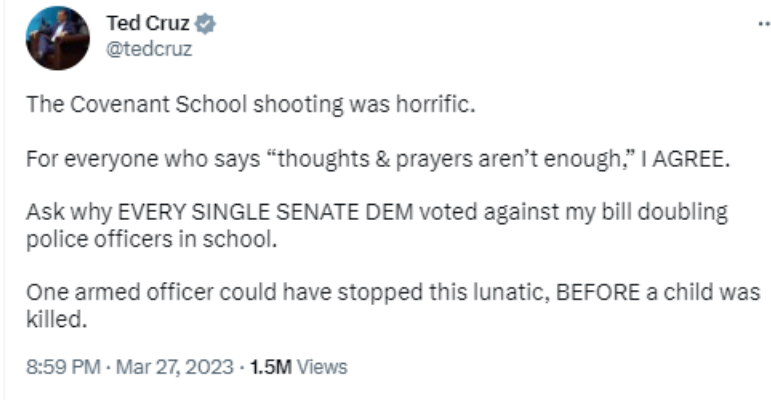 Ted Cruz
@tedcruz
The Covenant School shooting was horrific.
For everyone who says “thoughts & prayers aren’t enough,” I AGREE.
Ask why EVERY SINGLE SENATE DEM voted against my bill doubling
police officers in school.
One armed officer could have stopped this lunatic, BEFORE a child was
killed.
8:59 PM · Mar 27, 2023 · 1.5M Views